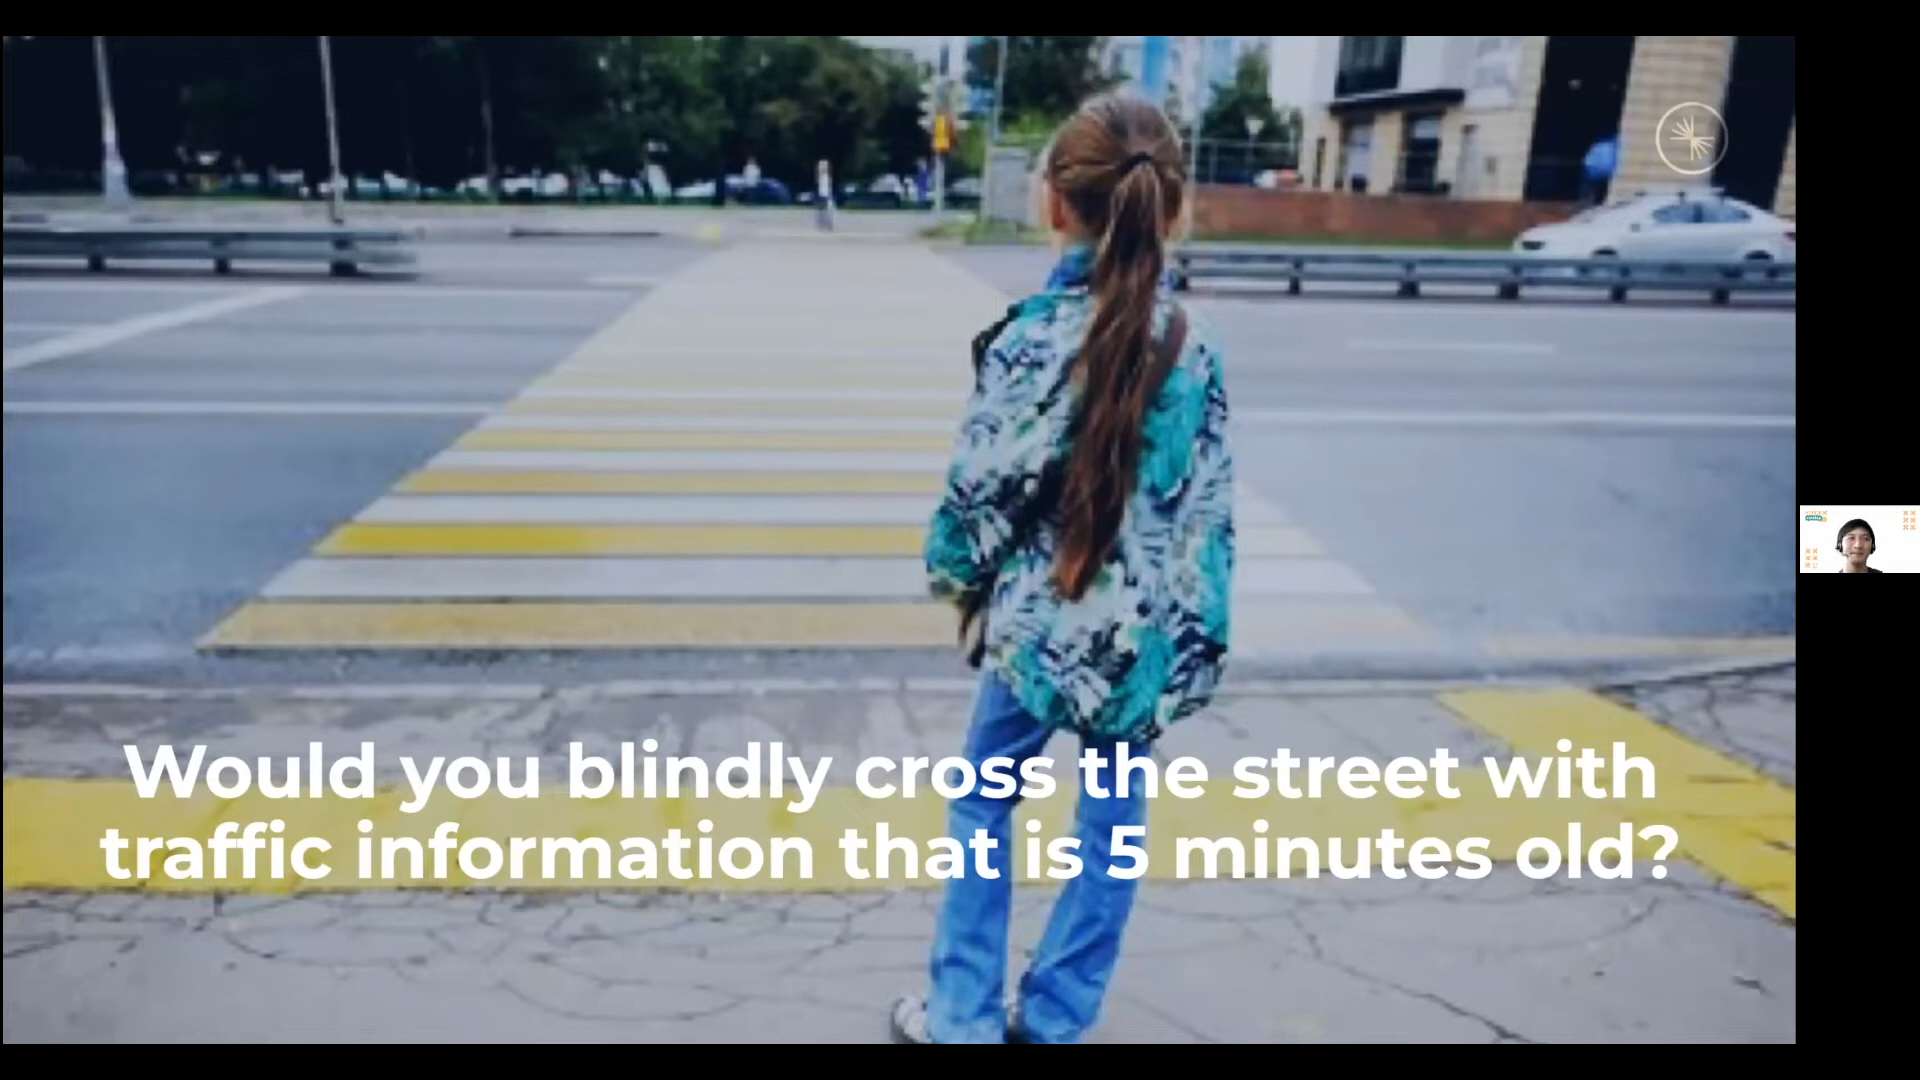 Would you blindly cross the street with
traffic information that is 5 minutes old?